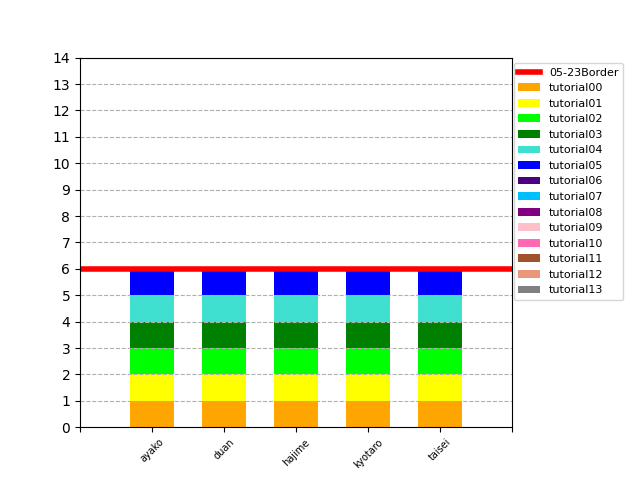 14
13
12
11
10
9
8
7
6
5
4
3
2
1
0
ayako
duan
hajime
kyotaro
taisei
05-23Border
tutorial00
tutorial01
tutorial02
tutorial03
tutorial04
tutorial05
tutorial06
tutorial07
tutorial08
tutorial09
tutorial10
tutorial11
tutorial12
tutorial13